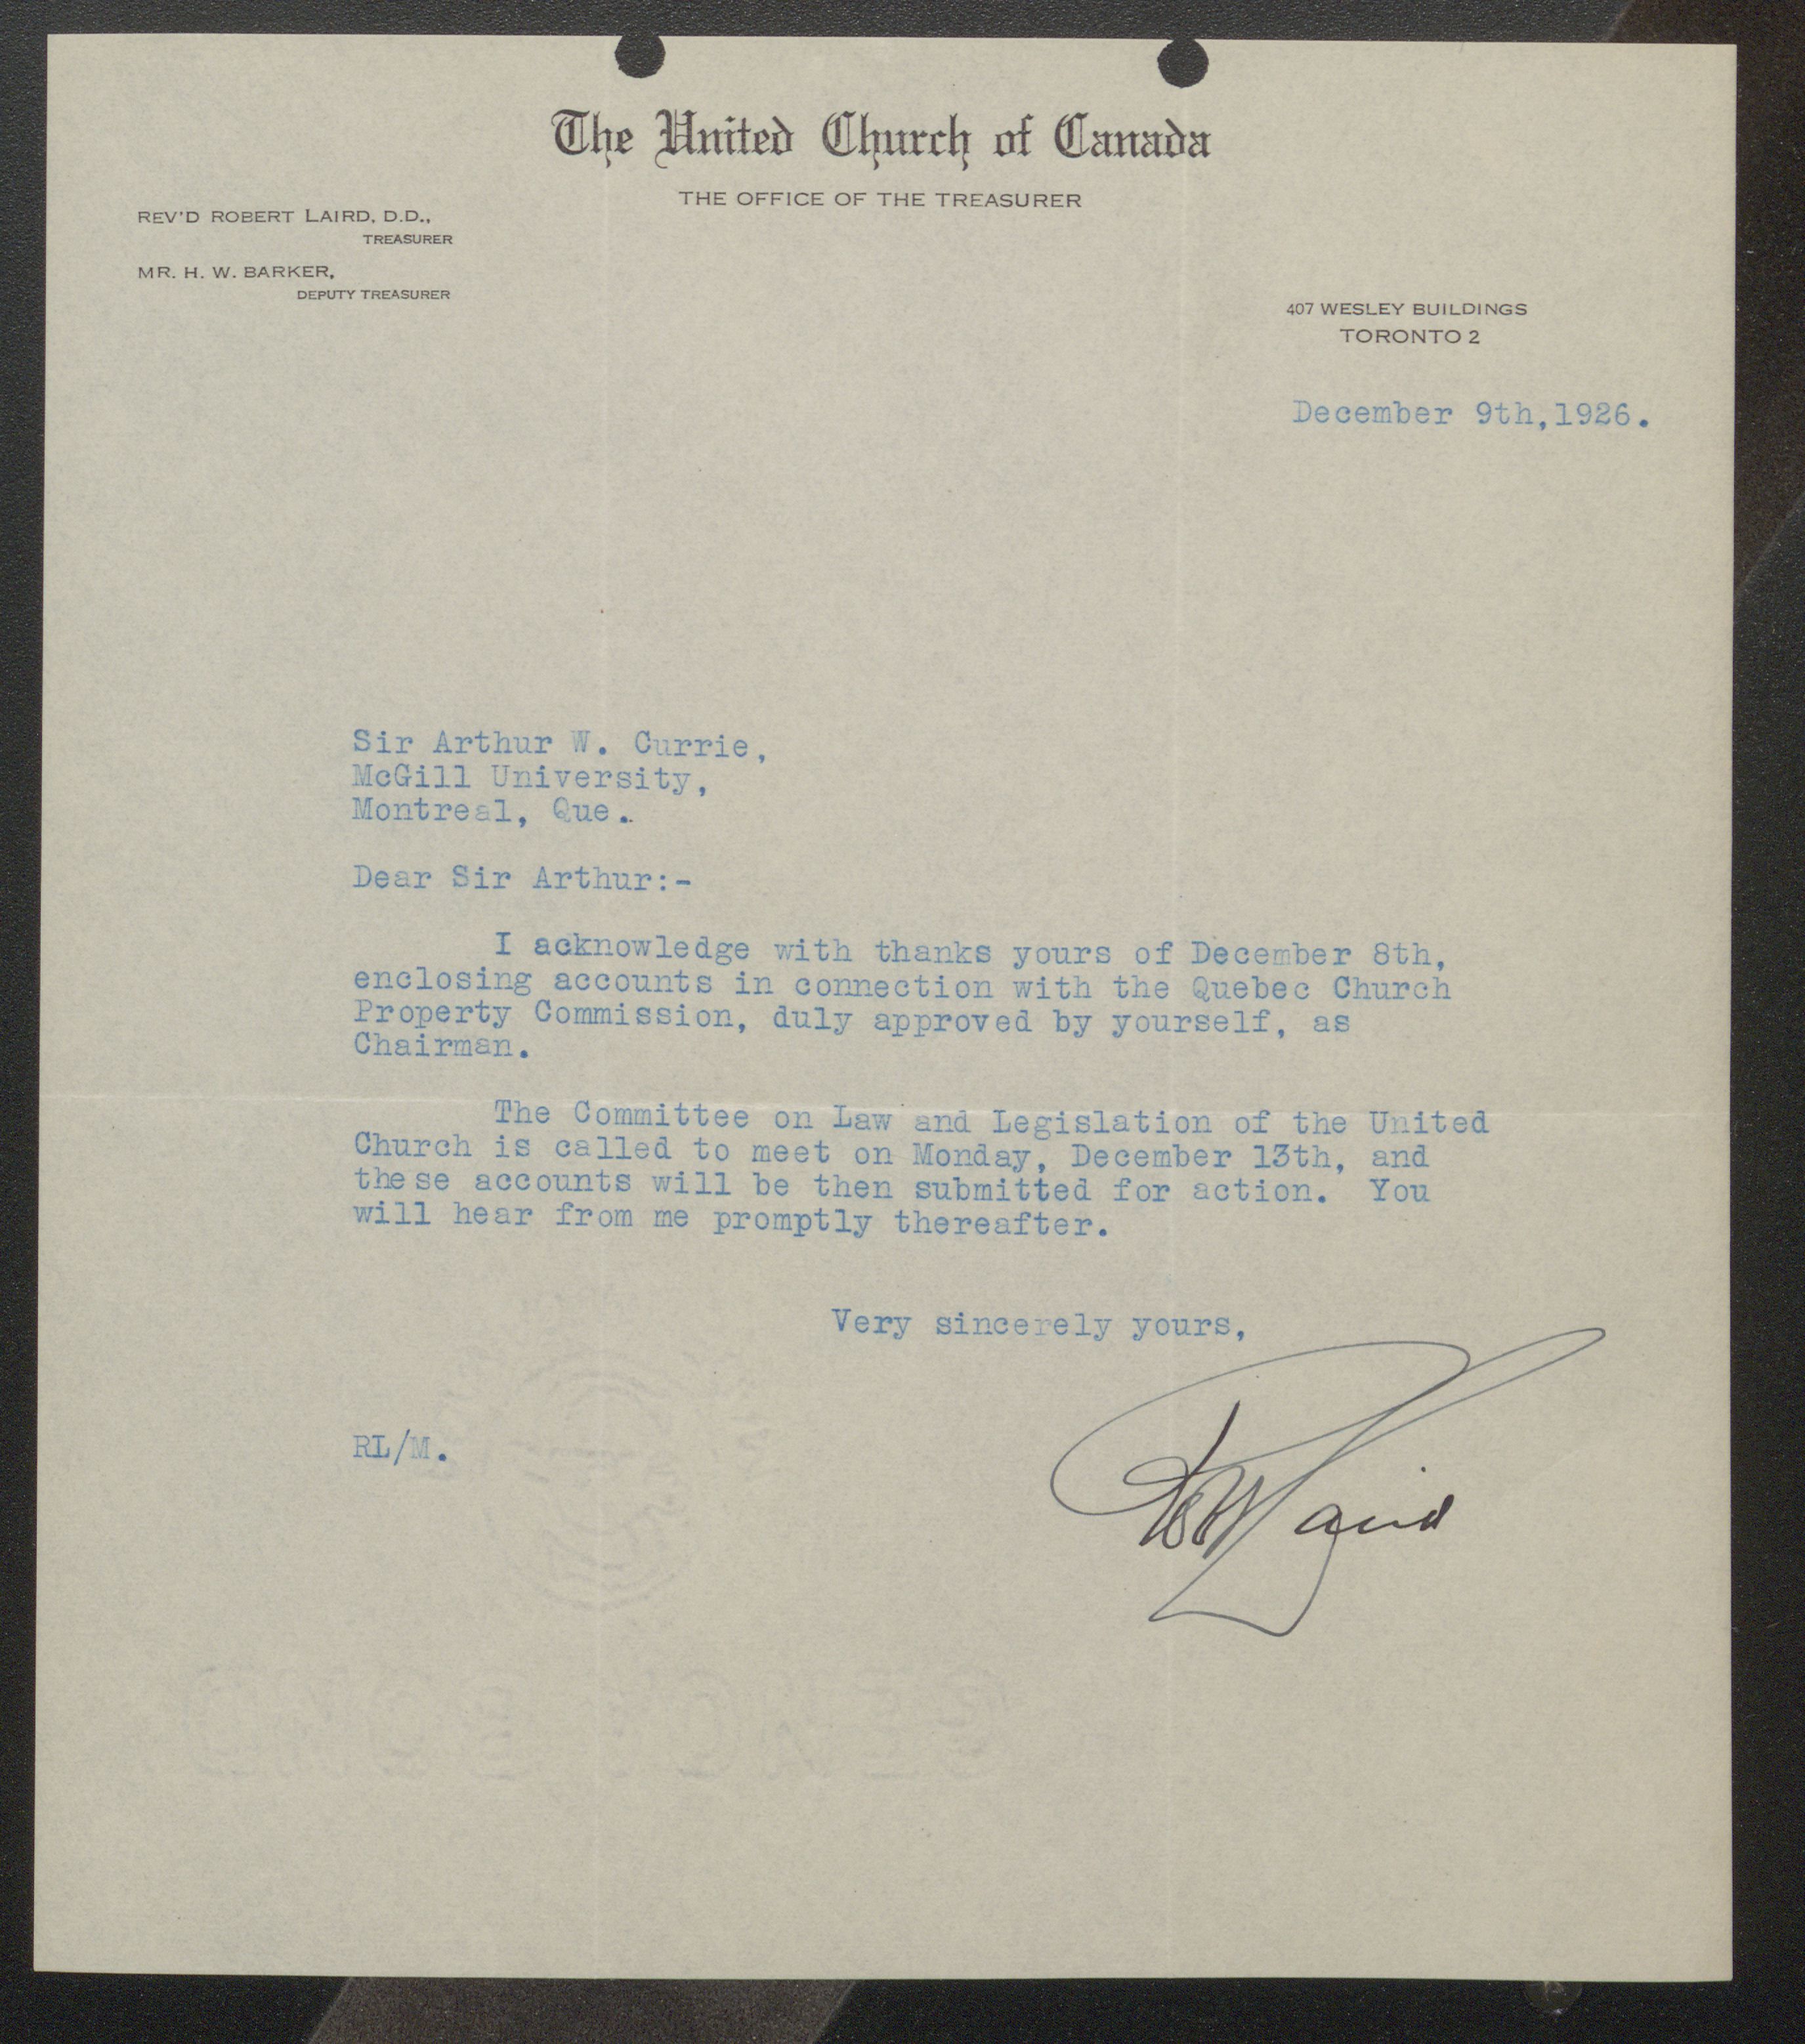 The United Church of Canada
THE OFFICE OF THE TREASURER
REV'D ROBERT LAIRD, D.D.,
TREASURER
MR. H. W. BARKER,
DEPUTY TREASURER
407 WESLEY BUILDINGS
TORONTO 2
December 9th, 1926.
Sir Arthur W. Currie,
McGill University,
Montreal, Que.
Dear Sir Arthur:-
I acknowledge with thanks yours of December 8th,
enclosing accounts in connection with the Quebec Church
Property Commission, duly approved by yourself, as
Chairman.
The Committee on Law and Legislation of the United
Church is called to meet on Monday, December 13th, and
these accounts will be then submitted for action. You
will hear from me promptly thereafter.
Very sincerely yours,
RL/M.
Robt Laird